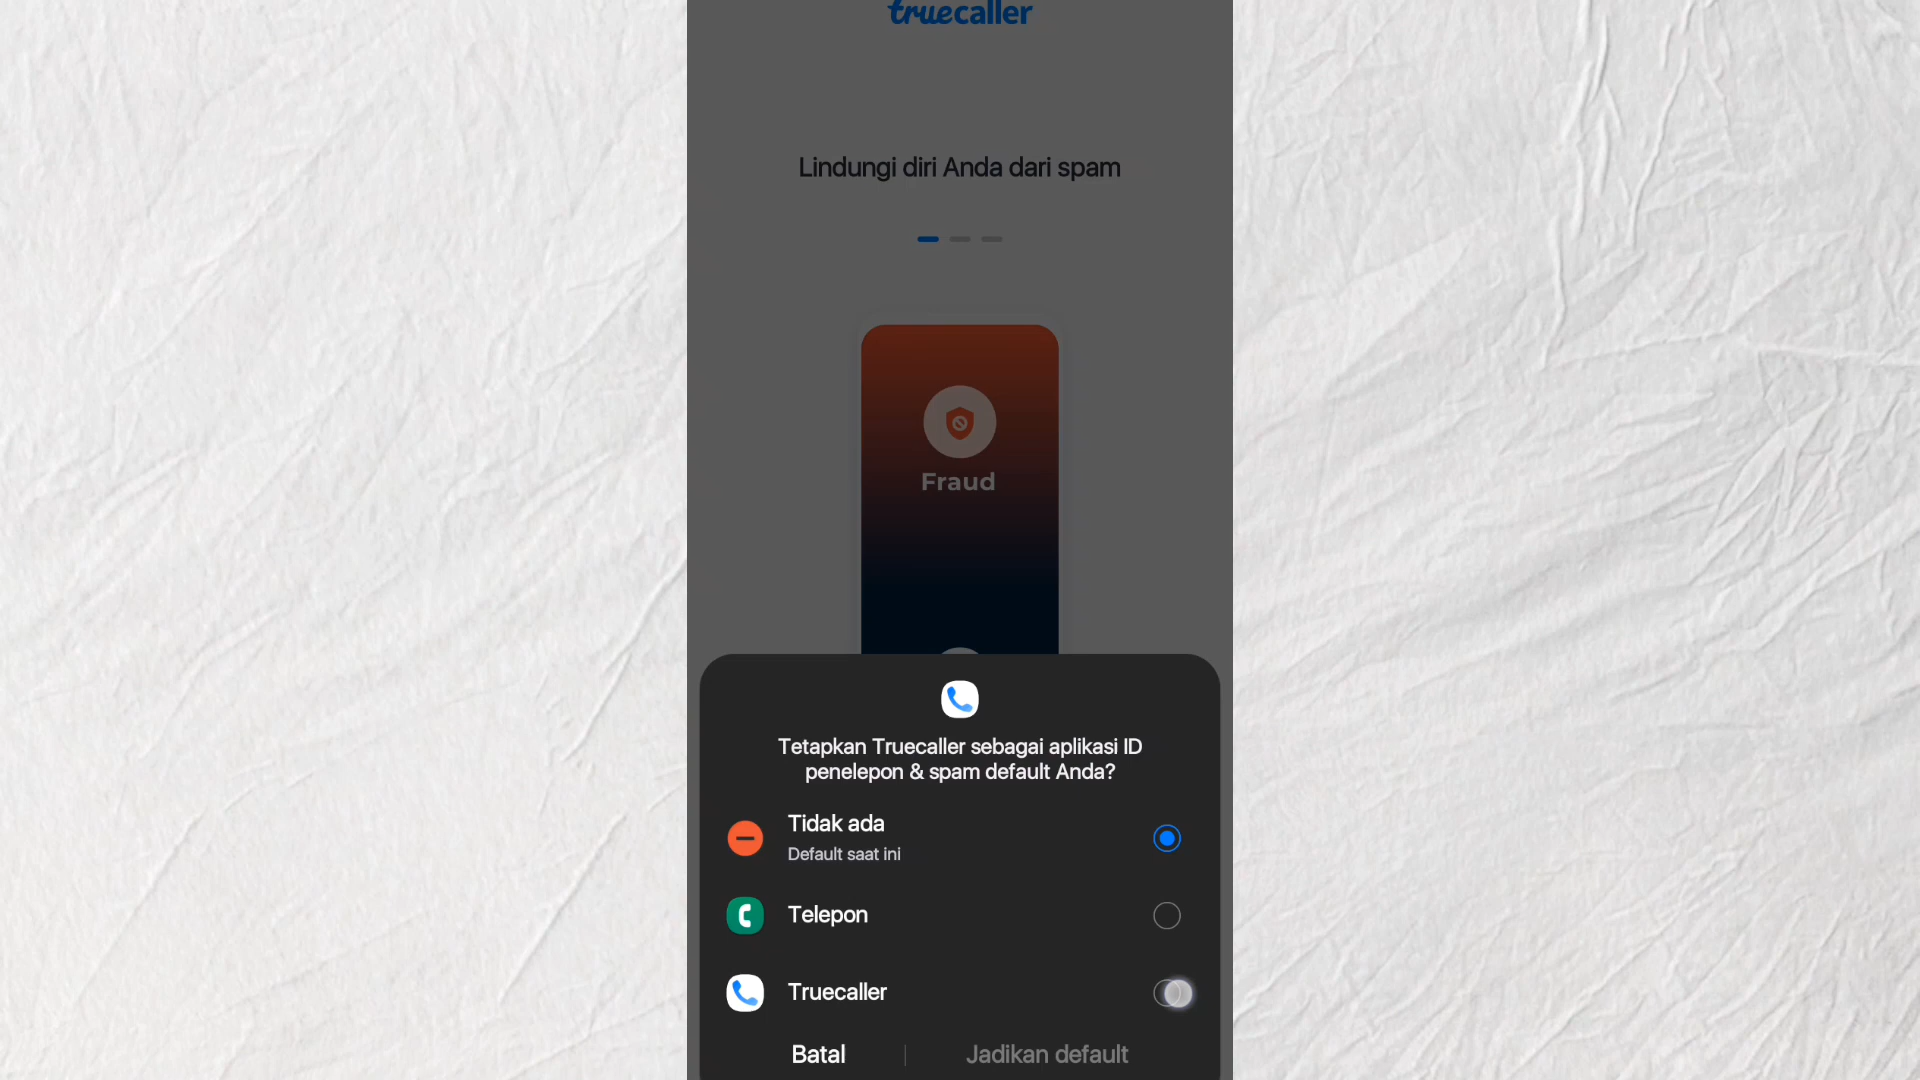 truecaller
Lindungi diri Anda dari spam
Fraud
Tetapkan Truecaller sebagai aplikasi ID
penelepon & spam default Anda?
Tidak ada
Default saat ini
Telepon
Truecaller
Batal
Jadikan default